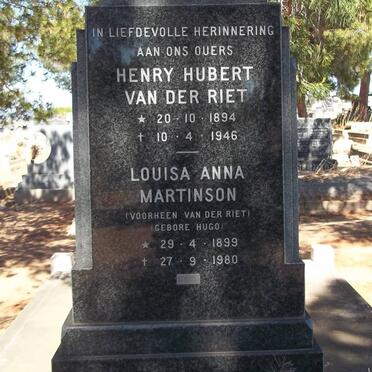 IN LIEFDEVOLLE HERINNERING
AAN ONS OUERS
HENRY HUBERT
VAN DER RIET
★ 20 - 10 - 1894
† 10 - 4 - 1946
LOUISA ANNA
MARTINSON
(VOORHEEN VAN DER RIET)
(GEBORE HUGO)
★ 29 - 4 - 1899
† 27 - 9 - 1980